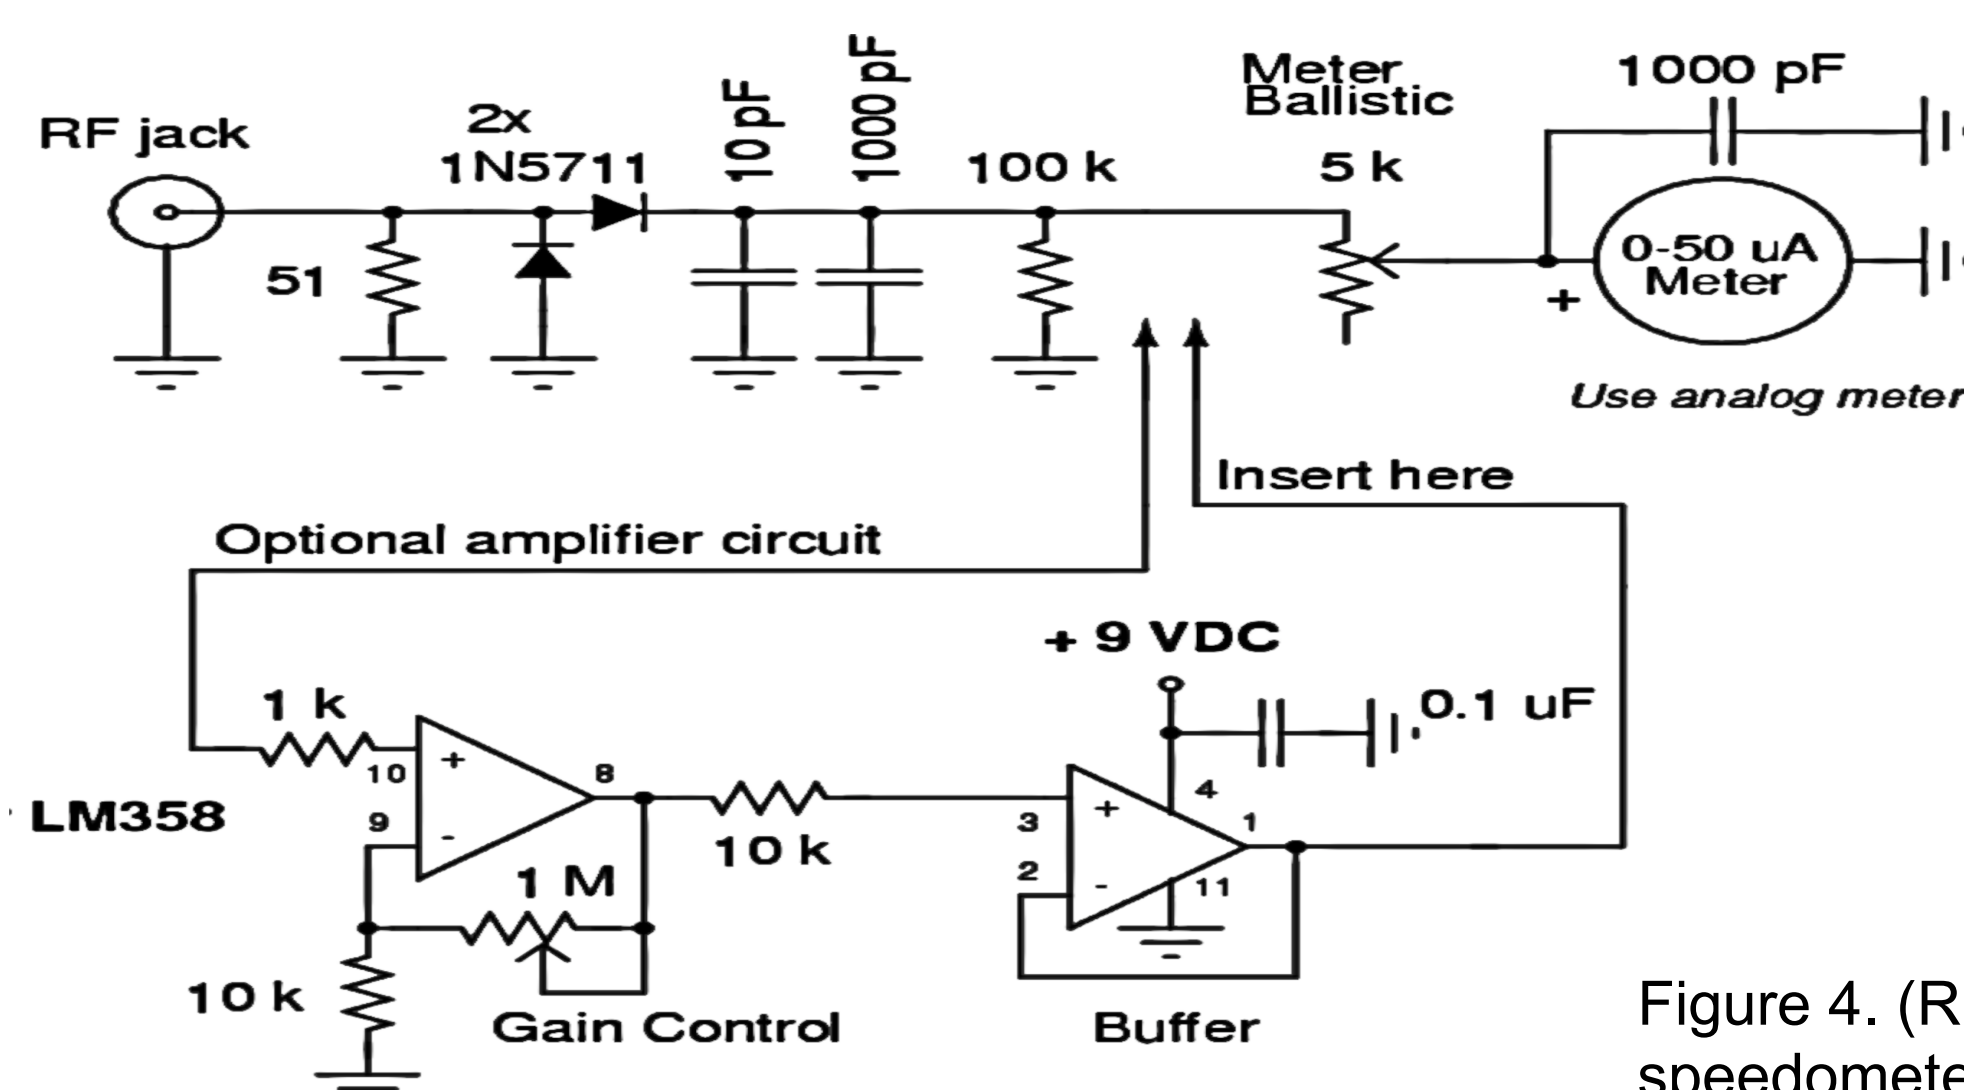 RF jack
2x
1N5711
10 pF
1000 pF
100 k
Meter
Ballistic
5 k
1000 pF
51
0-50 uA
Meter
+
Use analog meter
Insert here
Optional amplifier circuit
+ 9 VDC
0.1 uF
1 k
10
+
8
LM358
9
-
10 k
1 M
10 k
Gain Control
3
+
4
1
2
-
11
Buffer
Figure 4. (R
speedomete